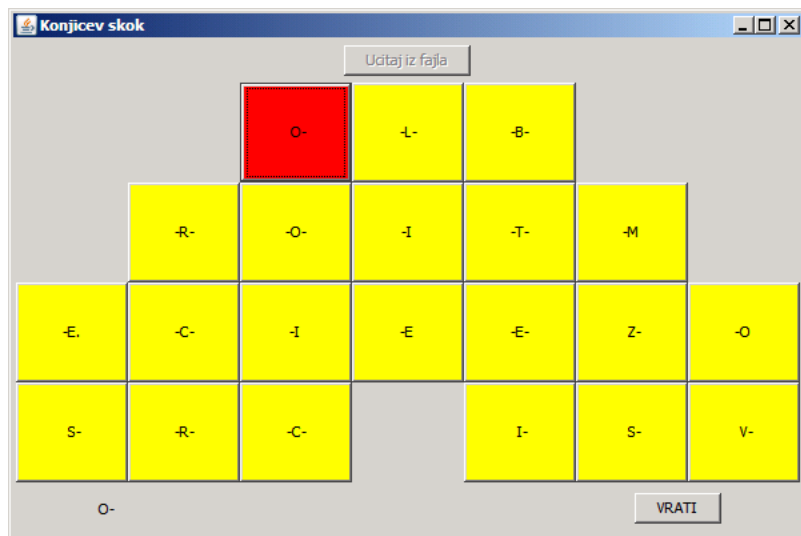 Konjicev skok
Ucitaj iz fajla
O- -L- -B-
-R- -O- -I -T- -M
-E. -C- -I -E -E- Z- -O
S- -R- -C- I- S- V-
O- VRATI